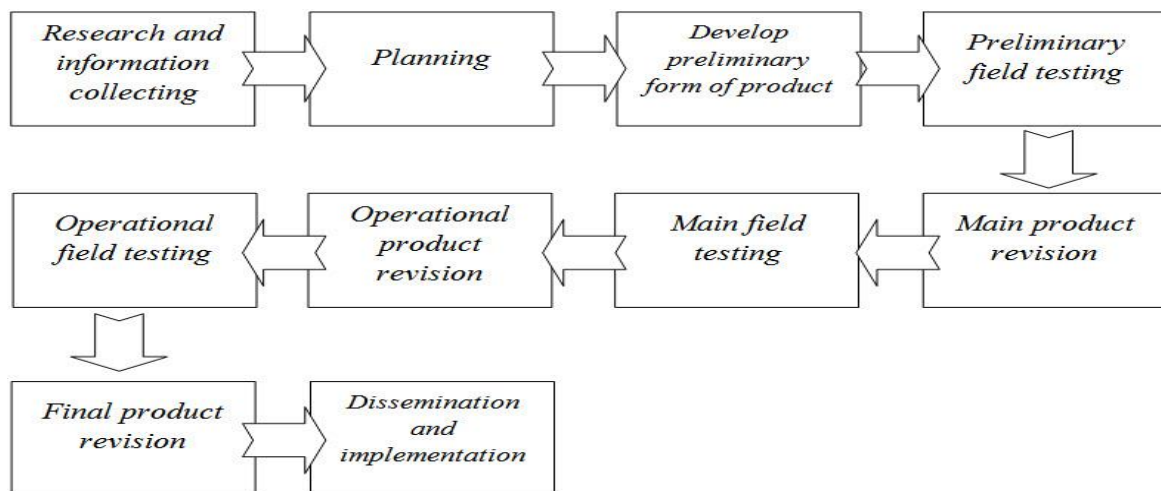 Research and
information
collecting
Planning
Develop
preliminary
form of product
Preliminary
field testing
Main product
revision
Main field
testing
Operational
product
revision
Operational
field testing
Final product
revision
Dissemination
and
implementation